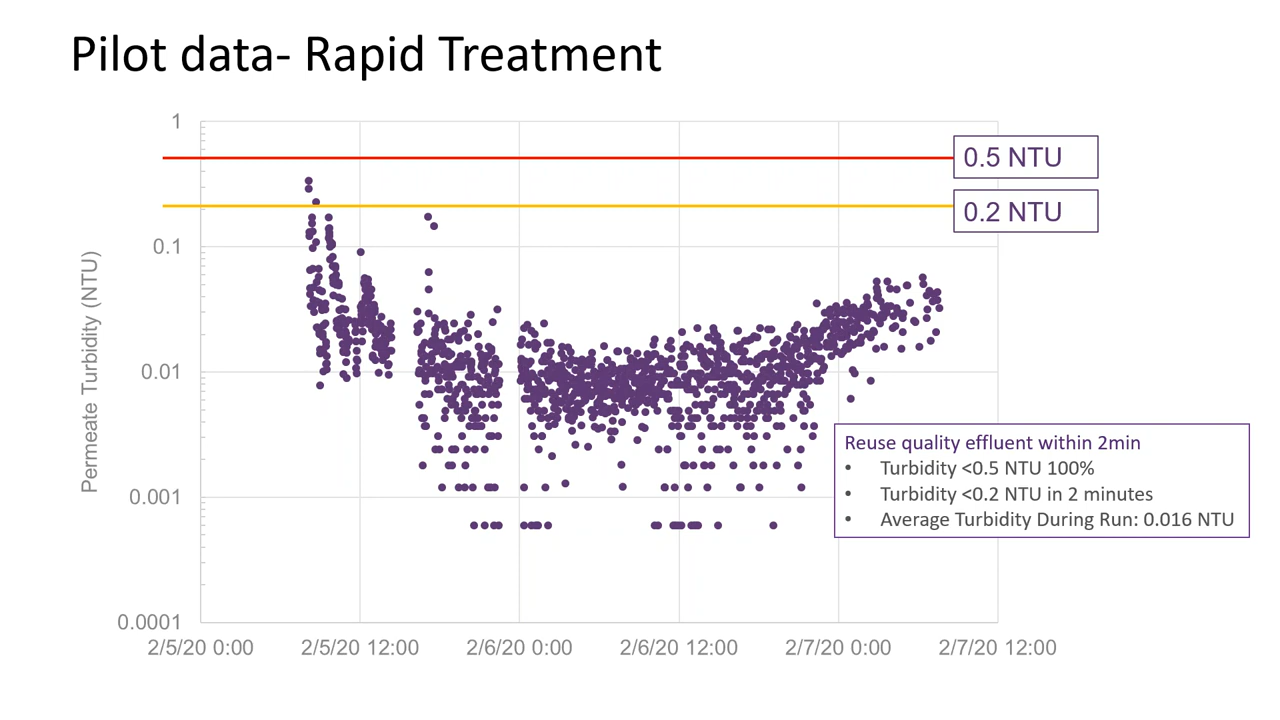 Pilot data- Rapid Treatment
1
0.5 NTU
0.2 NTU
0.1
Permeate Turbidity (NTU)
0.01
Reuse quality effluent within 2min
• Turbidity <0.5 NTU 100%
• Turbidity <0.2 NTU in 2 minutes
• Average Turbidity During Run: 0.016 NTU
0.001
0.0001
2/5/20 0:00 2/5/20 12:00 2/6/20 0:00 2/6/20 12:00 2/7/20 0:00 2/7/20 12:00